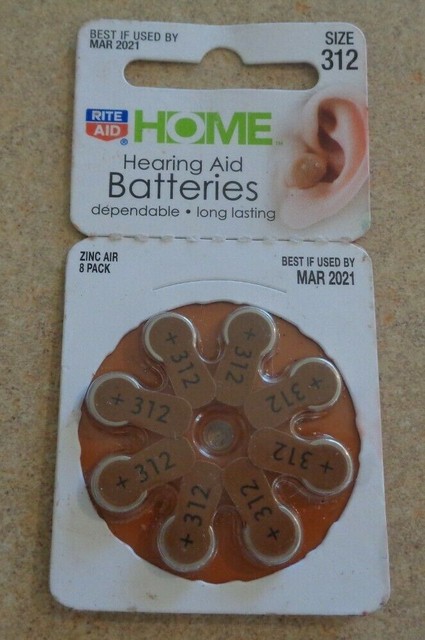 BEST IF USED BY
MAR 2021
SIZE
312
RITE
AID
®
HOME™
Hearing Aid
Batteries
dependable • long lasting
ZINC AIR
8 PACK
BEST IF USED BY
MAR 2021
+ 312
+ 312
+ 312
+ 312
+ 312
+ 312
+ 312
+ 312